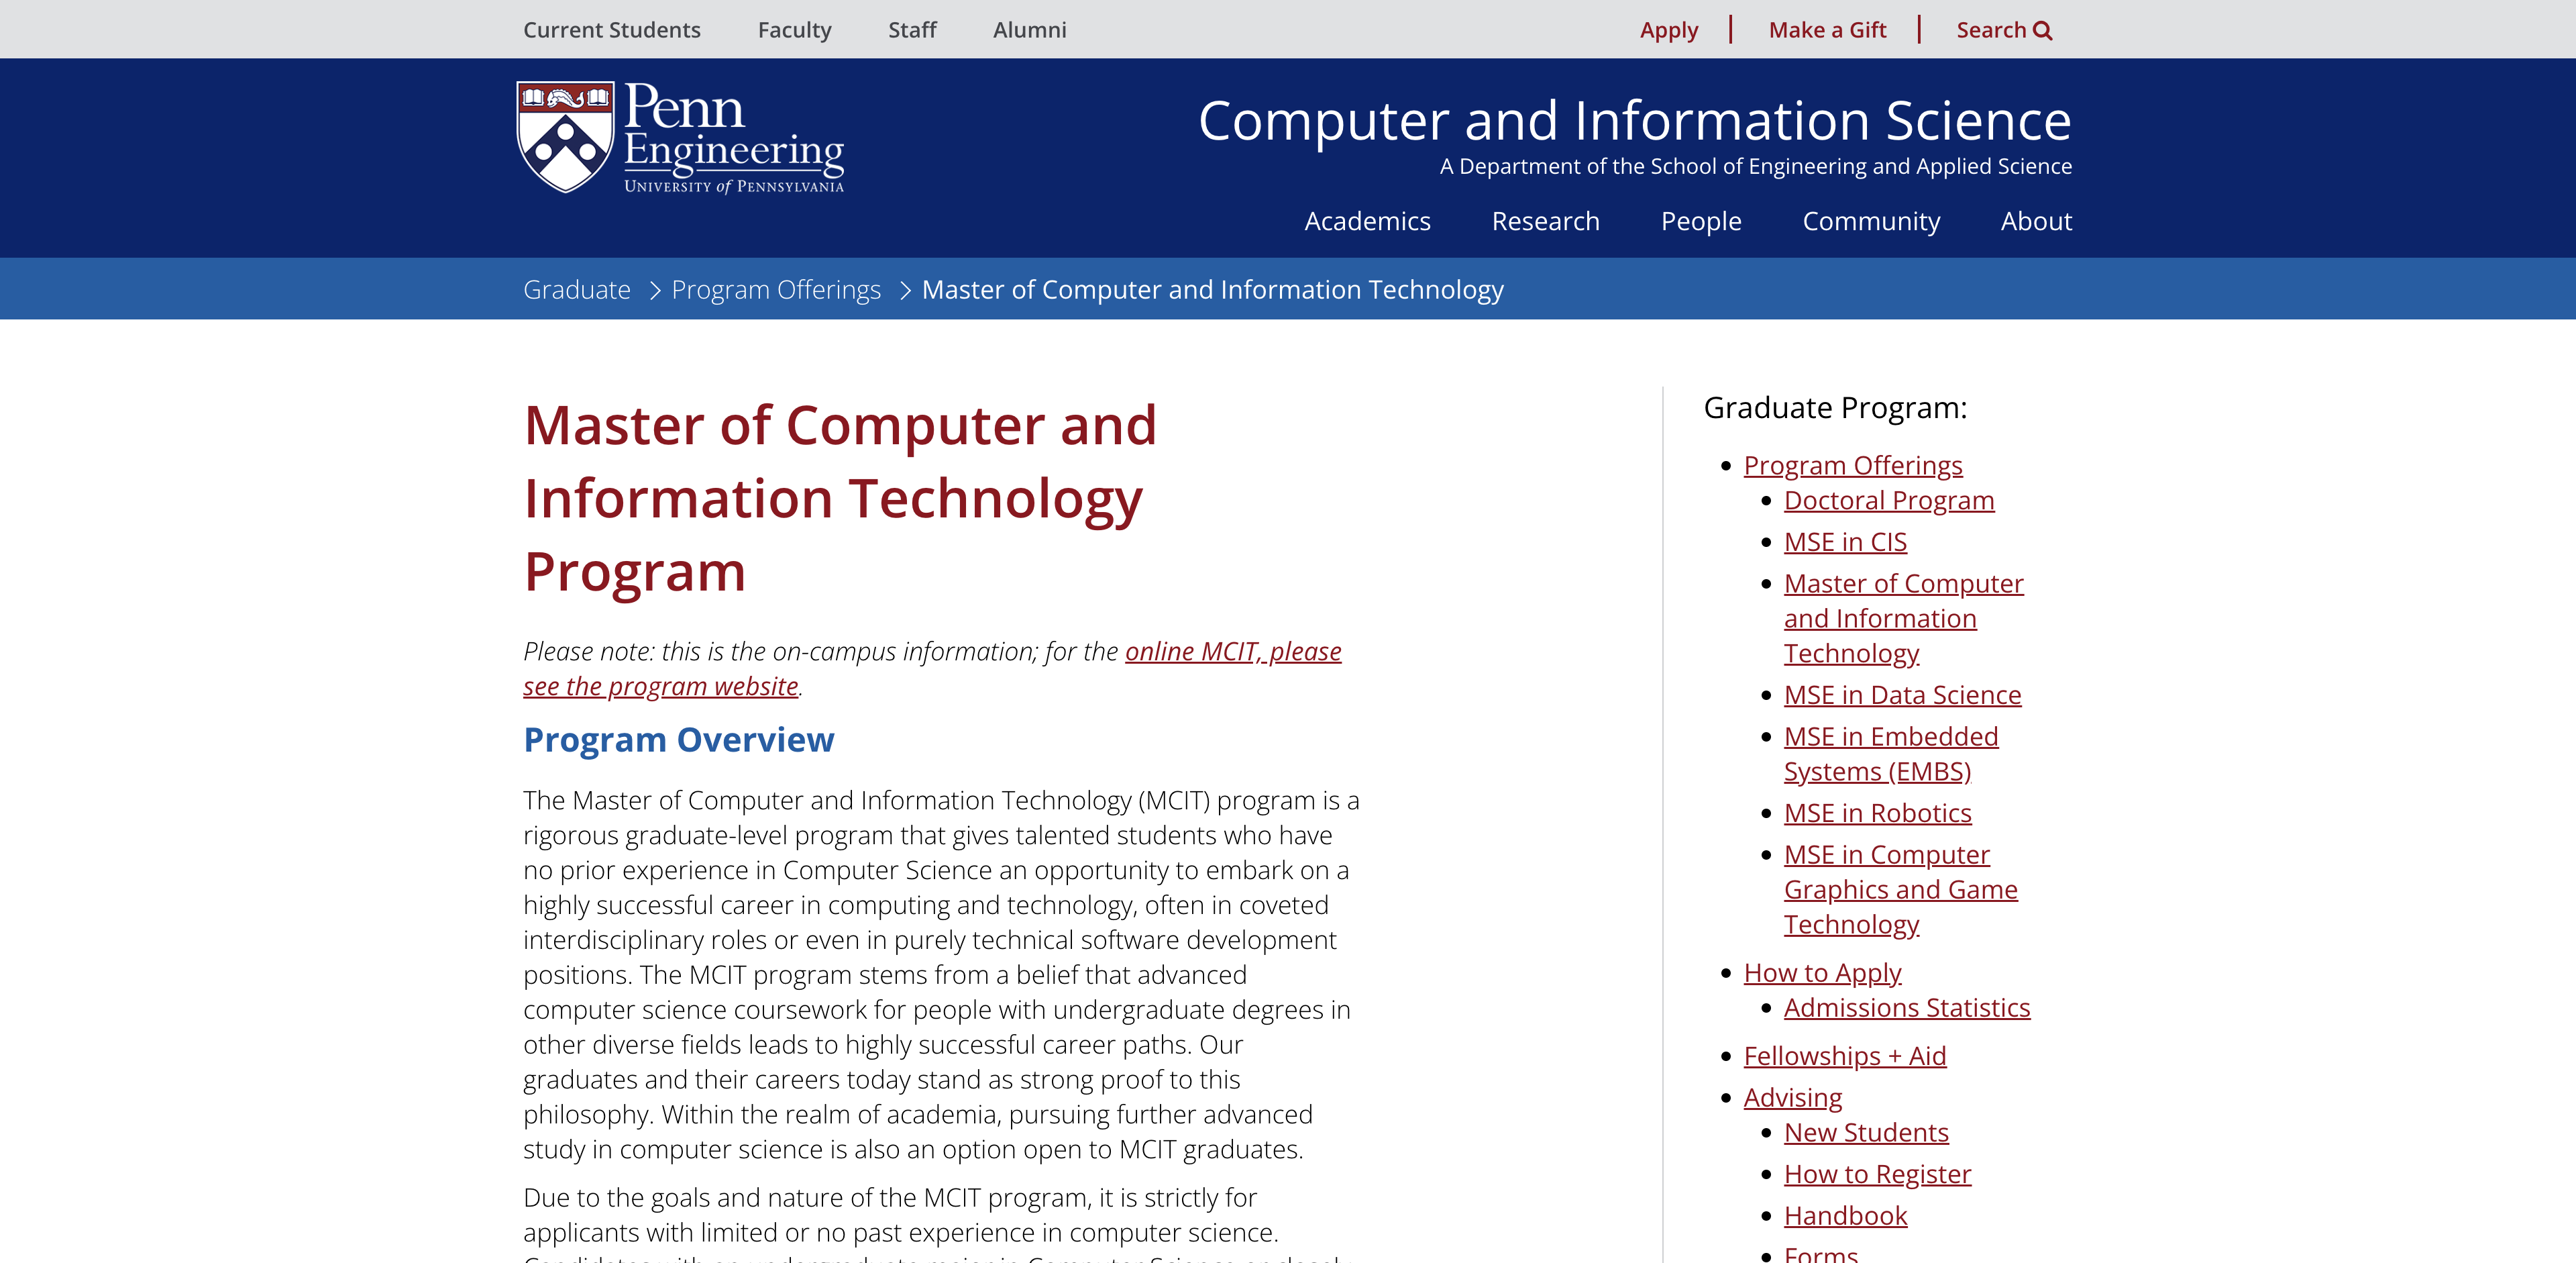 Current Students Faculty Staff Alumni Apply Make a Gift Search
Penn
Engineering
University of Pennsylvania
Computer and Information Science
A Department of the School of Engineering and Applied Science
Academics Research People Community About
Graduate Program Offerings Master of Computer and Information Technology
Master of Computer and
Information Technology
Program
Please note: this is the on-campus information; for the online MCIT, please
see the program website.
Program Overview
The Master of Computer and Information Technology (MCIT) program is a
rigorous graduate-level program that gives talented students who have
no prior experience in Computer Science an opportunity to embark on a
highly successful career in computing and technology, often in coveted
interdisciplinary roles or even in purely technical software development
positions. The MCIT program stems from a belief that advanced
computer science coursework for people with undergraduate degrees in
other diverse fields leads to highly successful career paths. Our
graduates and their careers today stand as strong proof to this
philosophy. Within the realm of academia, pursuing further advanced
study in computer science is also an option open to MCIT graduates.
Due to the goals and nature of the MCIT program, it is strictly for
applicants with limited or no past experience in computer science.
Graduate Program:
Program Offerings
Doctoral Program
MSE in CIS
Master of Computer
and Information
Technology
MSE in Data Science
MSE in Embedded
Systems (EMBS)
MSE in Robotics
MSE in Computer
Graphics and Game
Technology
How to Apply
Admissions Statistics
Fellowships + Aid
Advising
New Students
How to Register
Handbook
Forms